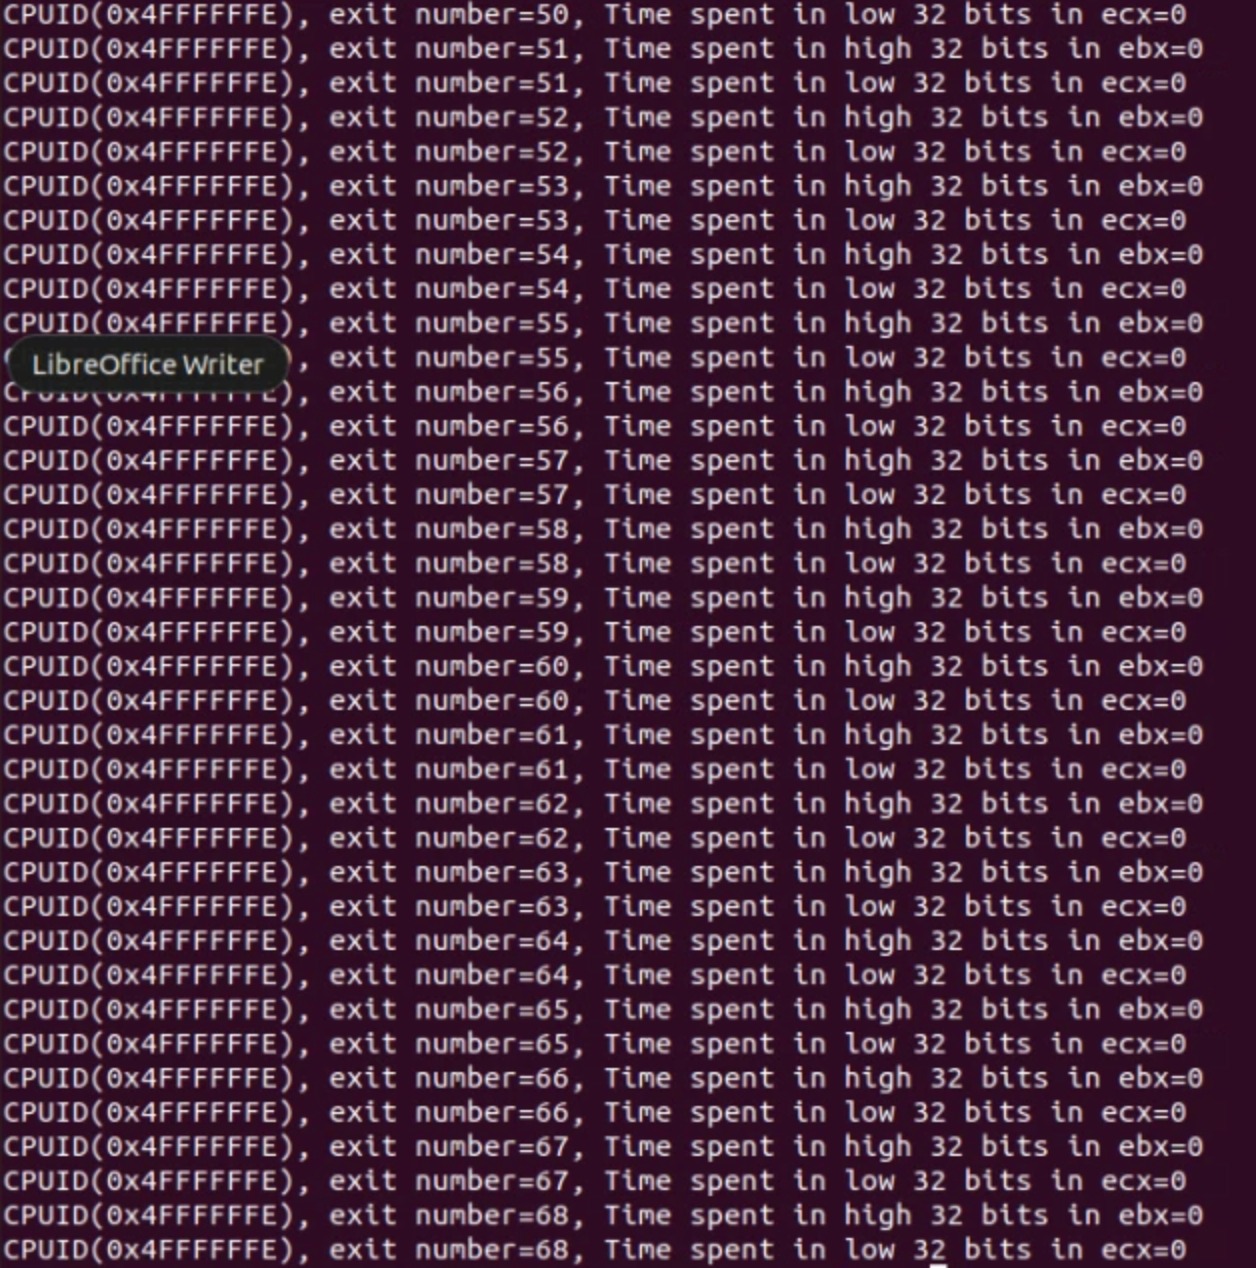 CPUID(0x4FFFFFFE), exit number=50, Time spent in low 32 bits in ecx=0
CPUID(0x4FFFFFFE), exit number=51, Time spent in high 32 bits in ebx=0
CPUID(0x4FFFFFFE), exit number=51, Time spent in low 32 bits in ecx=0
CPUID(0x4FFFFFFE), exit number=52, Time spent in high 32 bits in ebx=0
CPUID(0x4FFFFFFE), exit number=52, Time spent in low 32 bits in ecx=0
CPUID(0x4FFFFFFE), exit number=53, Time spent in high 32 bits in ebx=0
CPUID(0x4FFFFFFE), exit number=53, Time spent in low 32 bits in ecx=0
CPUID(0x4FFFFFFE), exit number=54, Time spent in high 32 bits in ebx=0
CPUID(0x4FFFFFFE), exit number=54, Time spent in low 32 bits in ecx=0
CPUID(0x4FFFFFFE), exit number=55, Time spent in high 32 bits in ebx=0
LibreOffice Writer , exit number=55, Time spent in low 32 bits in ecx=0
CPUID(0x4FFFFFFE), exit number=56, Time spent in high 32 bits in ebx=0
CPUID(0x4FFFFFFE), exit number=56, Time spent in low 32 bits in ecx=0
CPUID(0x4FFFFFFE), exit number=57, Time spent in high 32 bits in ebx=0
CPUID(0x4FFFFFFE), exit number=57, Time spent in low 32 bits in ecx=0
CPUID(0x4FFFFFFE), exit number=58, Time spent in high 32 bits in ebx=0
CPUID(0x4FFFFFFE), exit number=58, Time spent in low 32 bits in ecx=0
CPUID(0x4FFFFFFE), exit number=59, Time spent in high 32 bits in ebx=0
CPUID(0x4FFFFFFE), exit number=59, Time spent in low 32 bits in ecx=0
CPUID(0x4FFFFFFE), exit number=60, Time spent in high 32 bits in ebx=0
CPUID(0x4FFFFFFE), exit number=60, Time spent in low 32 bits in ecx=0
CPUID(0x4FFFFFFE), exit number=61, Time spent in high 32 bits in ebx=0
CPUID(0x4FFFFFFE), exit number=61, Time spent in low 32 bits in ecx=0
CPUID(0x4FFFFFFE), exit number=62, Time spent in high 32 bits in ebx=0
CPUID(0x4FFFFFFE), exit number=62, Time spent in low 32 bits in ecx=0
CPUID(0x4FFFFFFE), exit number=63, Time spent in high 32 bits in ebx=0
CPUID(0x4FFFFFFE), exit number=63, Time spent in low 32 bits in ecx=0
CPUID(0x4FFFFFFE), exit number=64, Time spent in high 32 bits in ebx=0
CPUID(0x4FFFFFFE), exit number=64, Time spent in low 32 bits in ecx=0
CPUID(0x4FFFFFFE), exit number=65, Time spent in high 32 bits in ebx=0
CPUID(0x4FFFFFFE), exit number=65, Time spent in low 32 bits in ecx=0
CPUID(0x4FFFFFFE), exit number=66, Time spent in high 32 bits in ebx=0
CPUID(0x4FFFFFFE), exit number=66, Time spent in low 32 bits in ecx=0
CPUID(0x4FFFFFFE), exit number=67, Time spent in high 32 bits in ebx=0
CPUID(0x4FFFFFFE), exit number=67, Time spent in low 32 bits in ecx=0
CPUID(0x4FFFFFFE), exit number=68, Time spent in high 32 bits in ebx=0
CPUID(0x4FFFFFFE), exit number=68, Time spent in low 32 bits in ecx=0